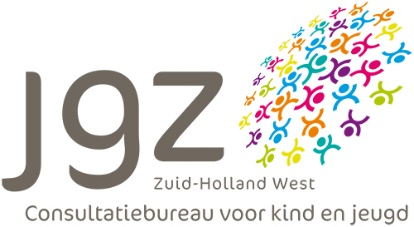 jgz
Zuid-Holland West
Consultatiebureau voor kind en jeugd